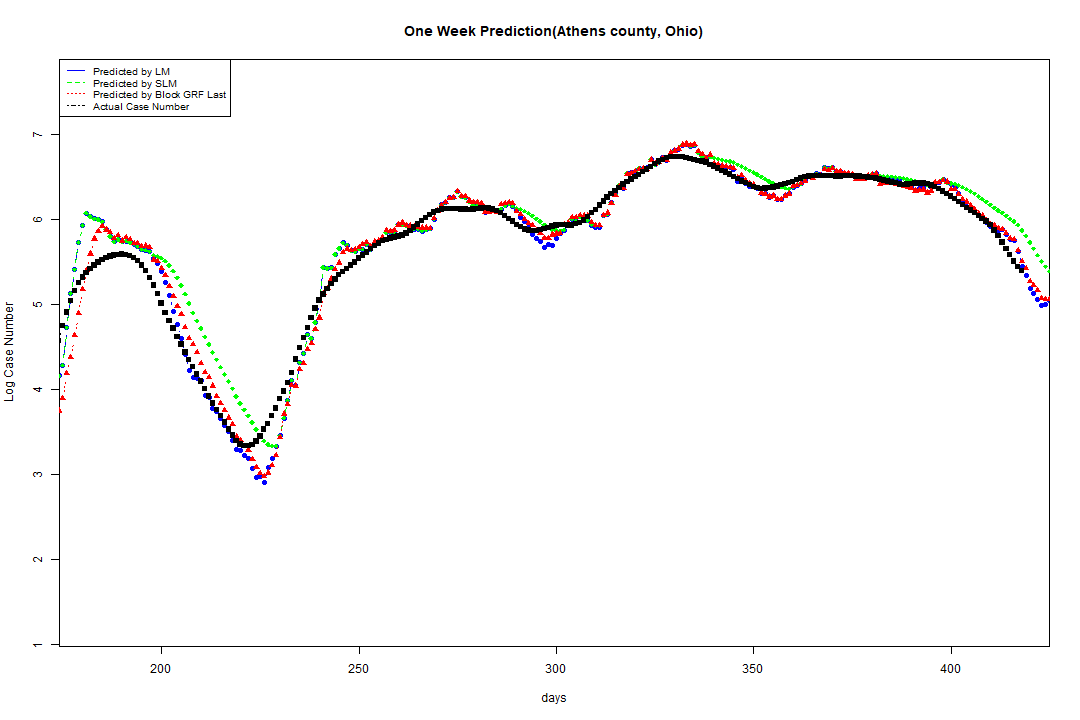 One Week Prediction(Athens county, Ohio)
Predicted by LM
Predicted by SLM
Predicted by Block GRF Last
Actual Case Number
7
6
5
4
3
2
1
Log Case Number
200 250 300 350 400
days